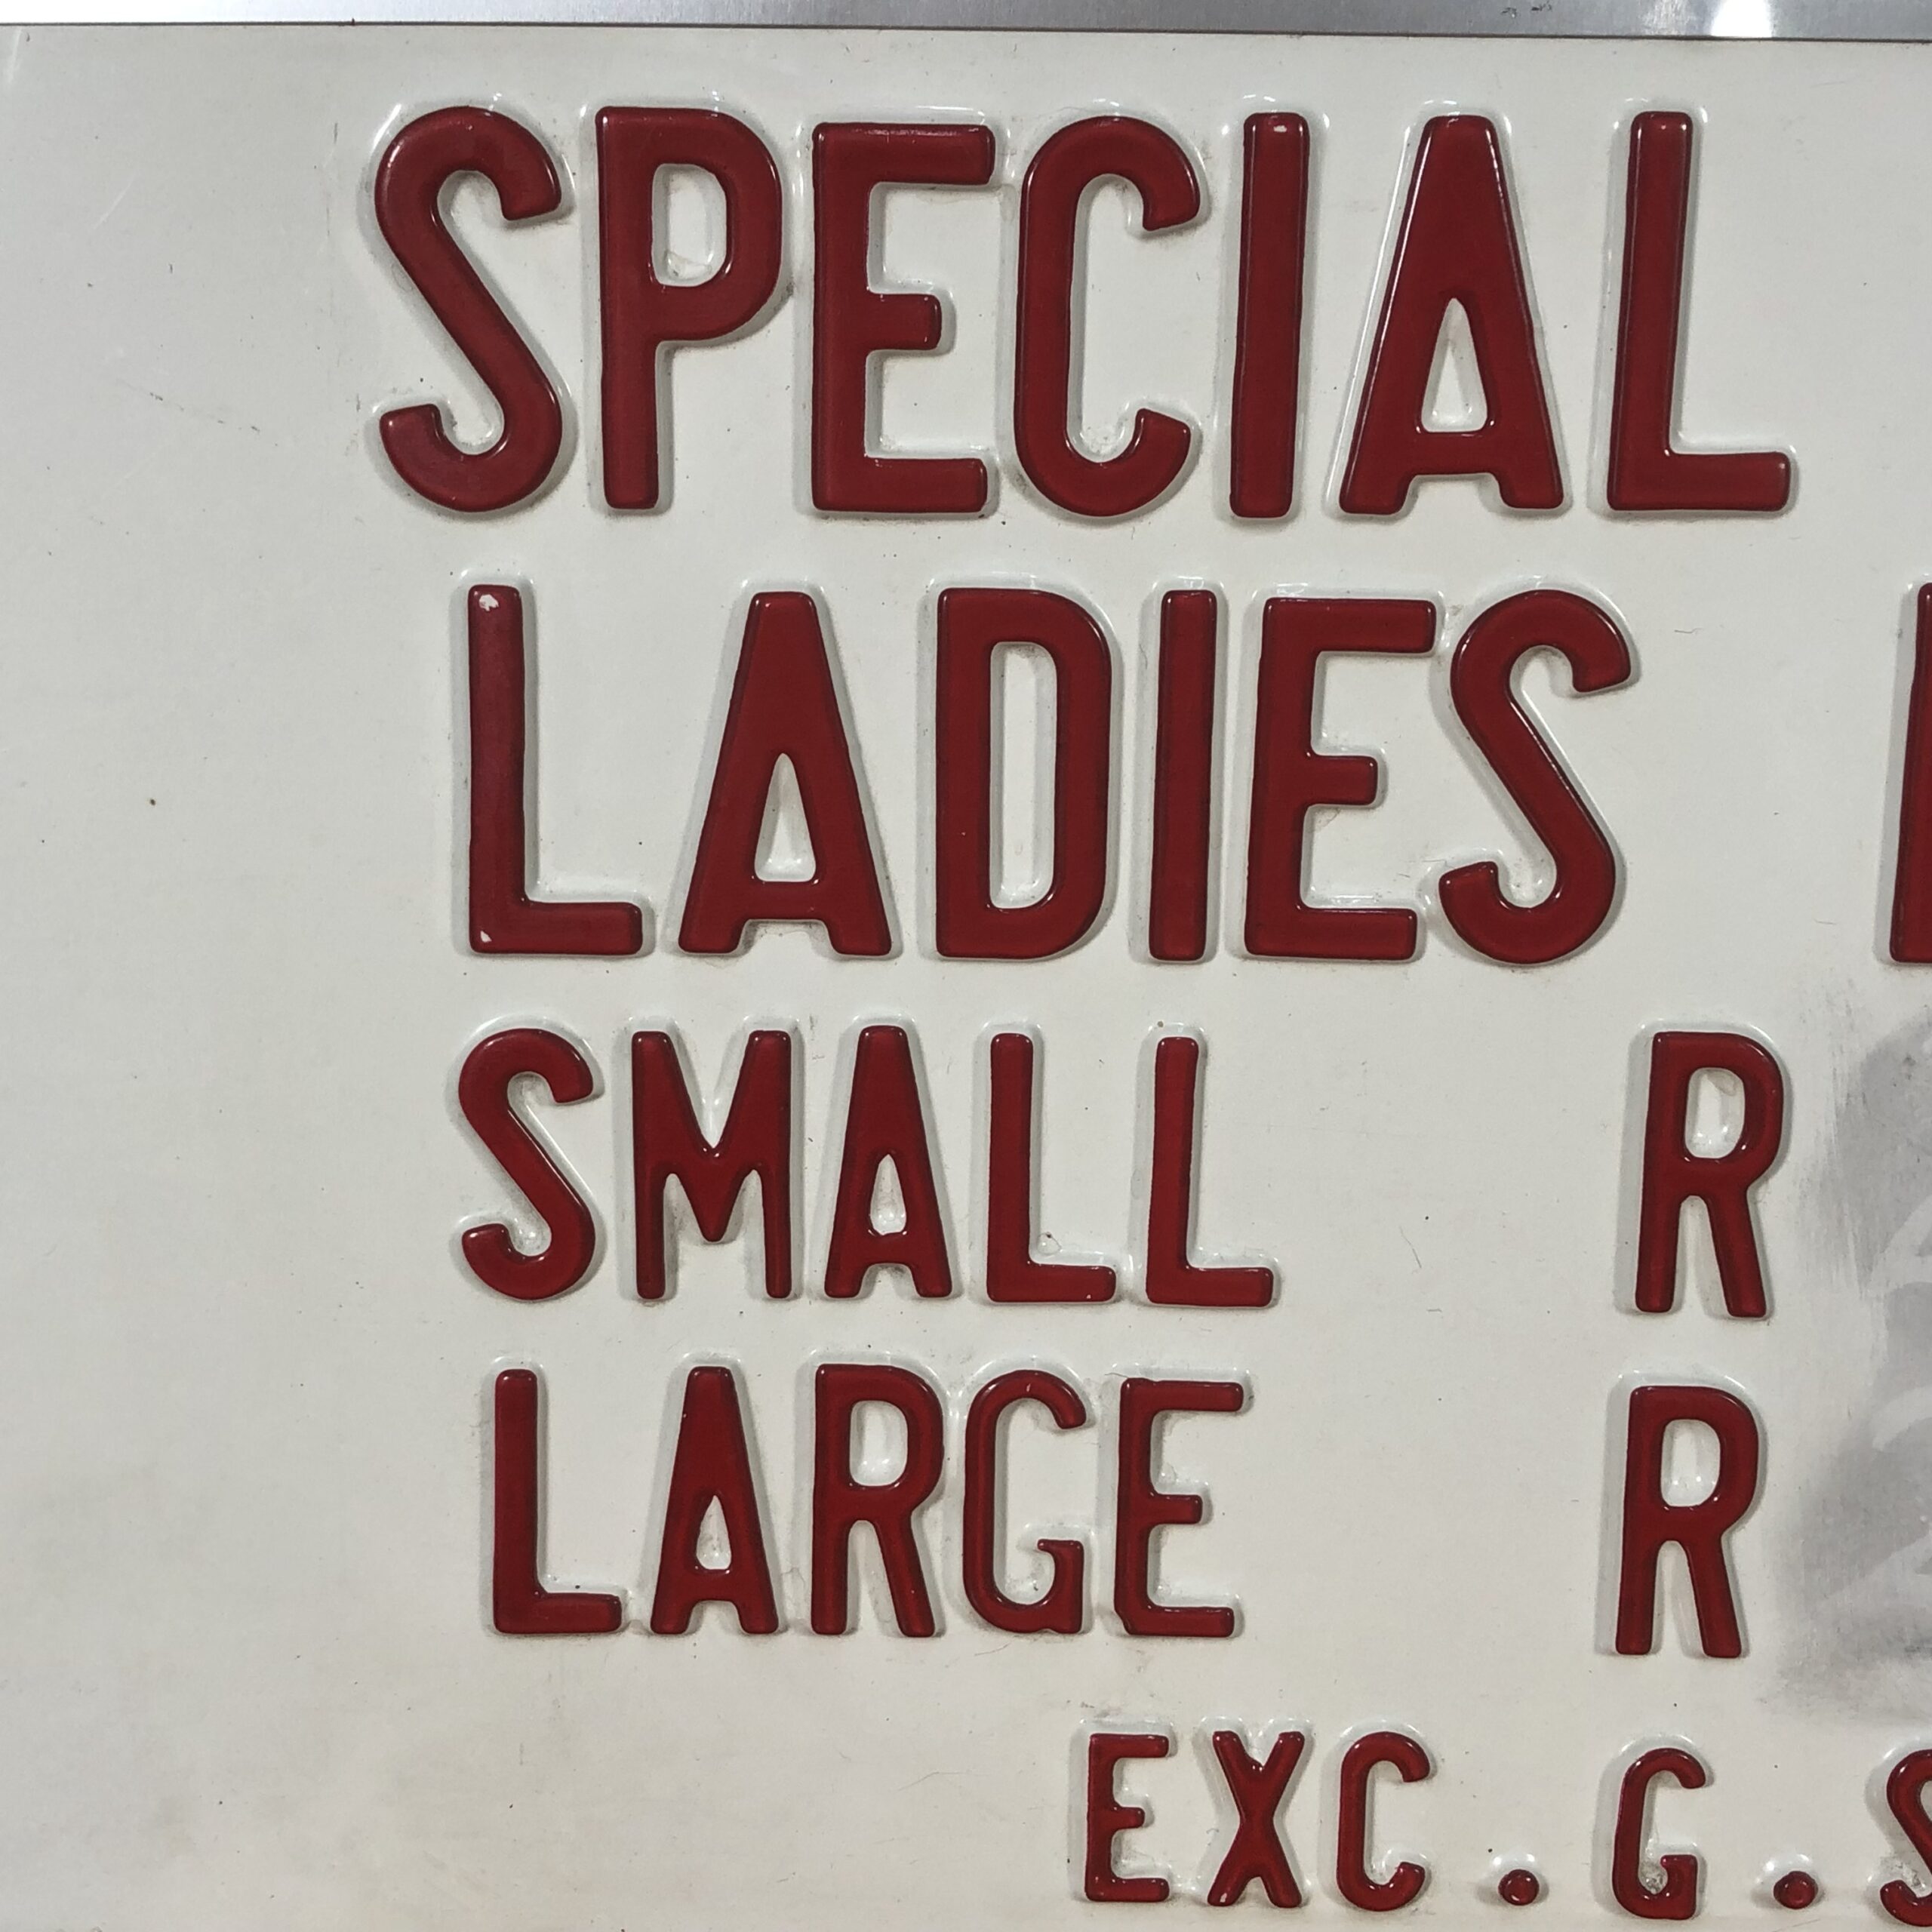 SPECIAL
LADIES
SMALL R
LARGE R
EXC. G.